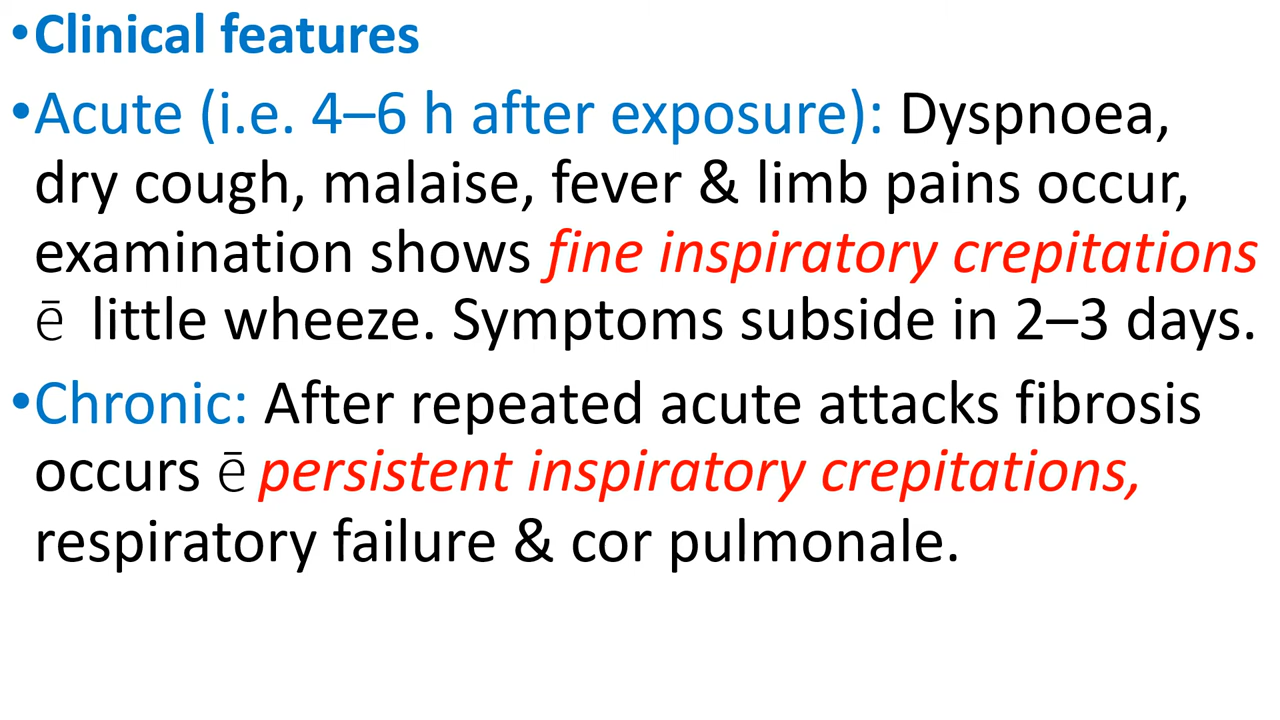 •Clinical features
•Acute (i.e. 4–6 h after exposure): Dyspnoea,
dry cough, malaise, fever & limb pains occur,
examination shows fine inspiratory crepitations
ē little wheeze. Symptoms subside in 2–3 days.
•Chronic: After repeated acute attacks fibrosis
occurs ē persistent inspiratory crepitations,
respiratory failure & cor pulmonale.